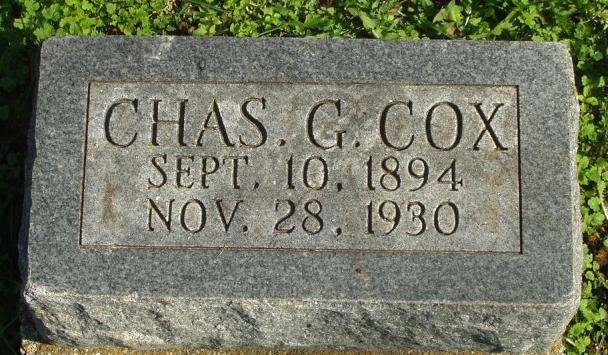 CHAS. G. COX
SEPT. 10, 1894
NOV. 28, 1930